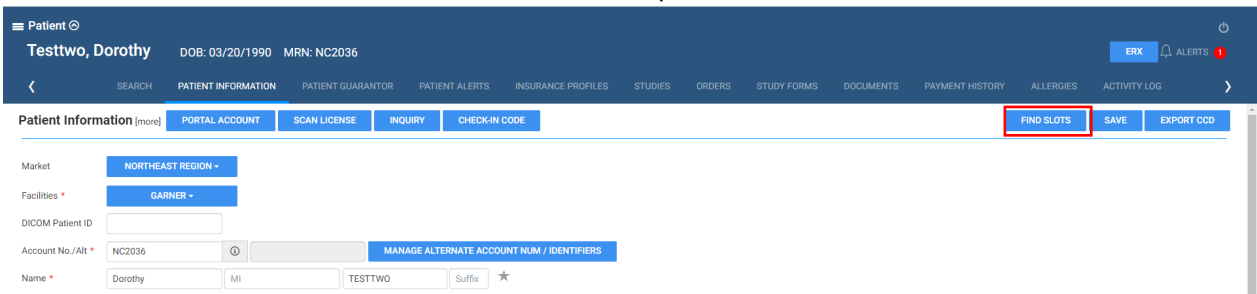 Patient
Testtwo, Dorothy DOB: 03/20/1990 MRN: NC2036 ERX ALERTS 1
SEARCH PATIENT INFORMATION PATIENT GUARANTOR PATIENT ALERTS INSURANCE PROFILES STUDIES ORDERS STUDY FORMS DOCUMENTS PAYMENT HISTORY ALLERGIES ACTIVITY LOG
Patient Information [more] PORTAL ACCOUNT SCAN LICENSE INQUIRY CHECK-IN CODE FIND SLOTS SAVE EXPORT CCD
Market NORTHEAST REGION
Facilities * GARNER
DICOM Patient ID
Account No./Alt * NC2036 MANAGE ALTERNATE ACCOUNT NUM / IDENTIFIERS
Name * Dorothy MI TESTTWO Suffix